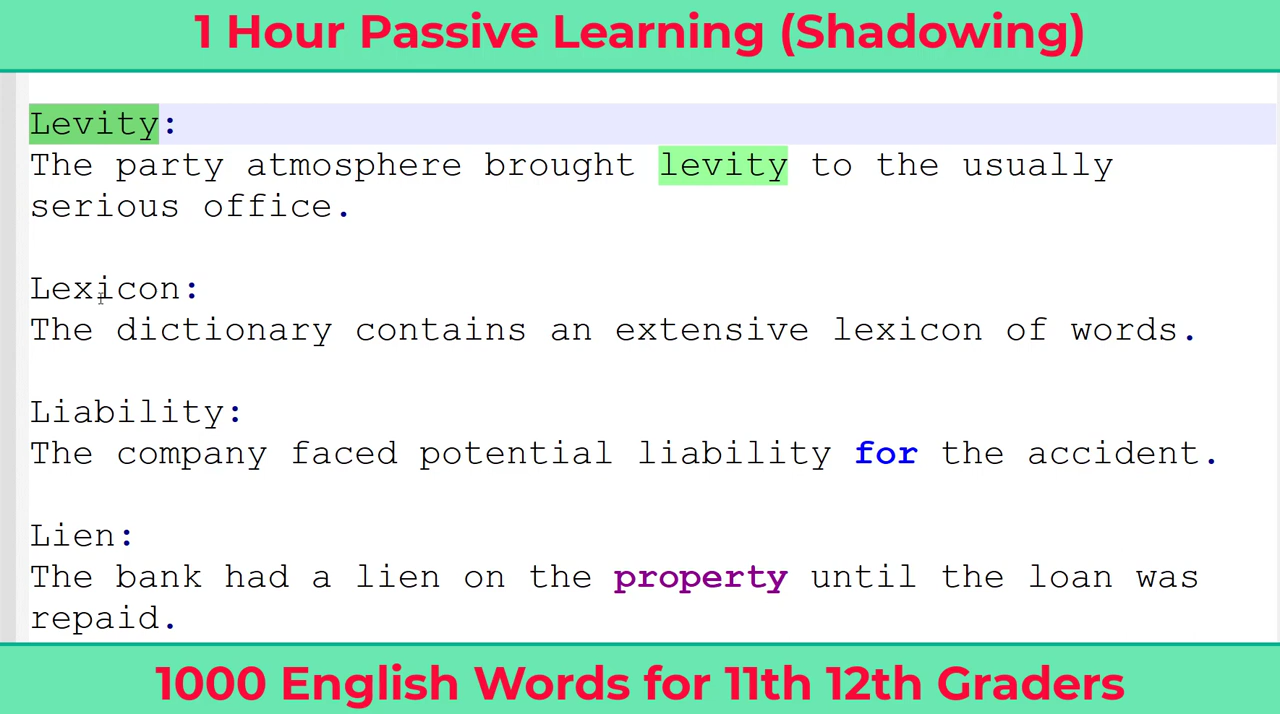 1 Hour Passive Learning (Shadowing)
Levity:
The party atmosphere brought levity to the usually
serious office.
Lexicon:
The dictionary contains an extensive lexicon of words.
Liability:
The company faced potential liability for the accident.
Lien:
The bank had a lien on the property until the loan was
repaid.
1000 English Words for 11th 12th Graders